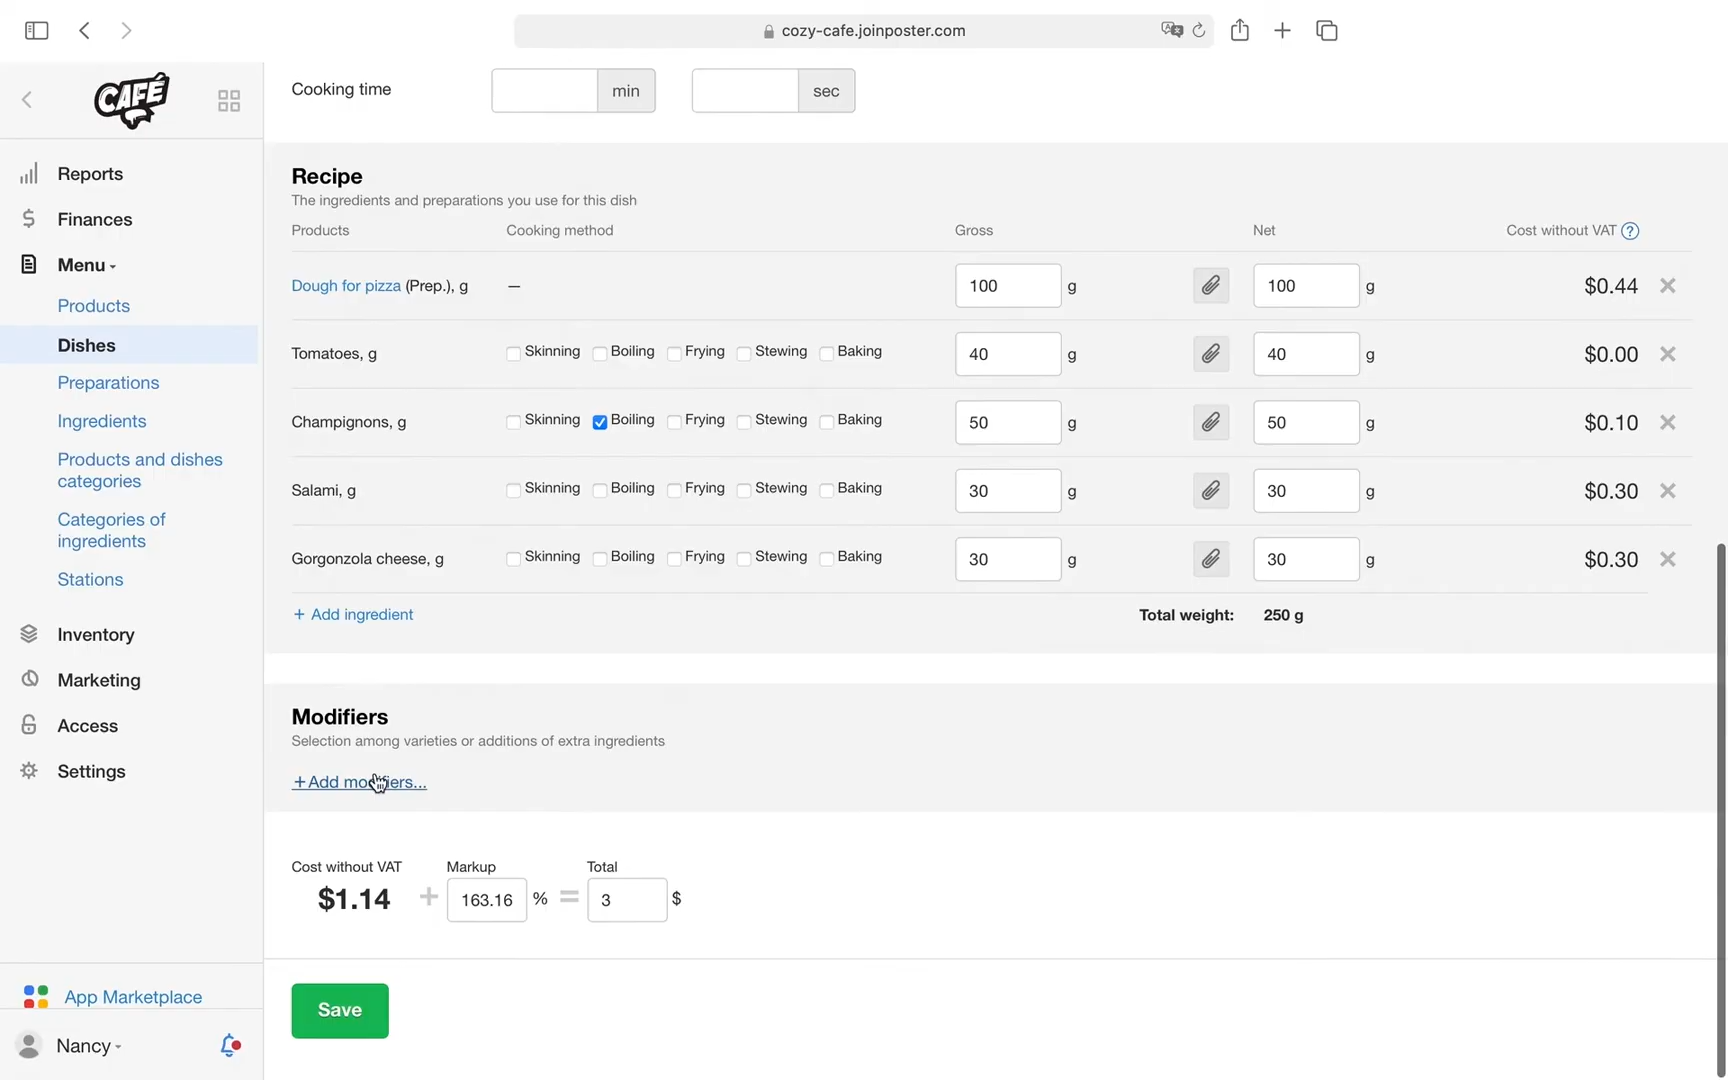 cozy-cafe.joinposter.com
CAFÉ
Reports
Finances
Menu
Products
Dishes
Preparations
Ingredients
Products and dishes
categories
Categories of
ingredients
Stations
Inventory
Marketing
Access
Settings
App Marketplace
Nancy
Cooking time min sec
Recipe
The ingredients and preparations you use for this dish
Products Cooking method Gross Net Cost without VAT ?
Dough for pizza (Prep.), g — 100 g 100 g $0.44
Tomatoes, g Skinning Boiling Frying Stewing Baking 40 g 40 g $0.00
Champignons, g Skinning Boiling Frying Stewing Baking 50 g 50 g $0.10
Salami, g Skinning Boiling Frying Stewing Baking 30 g 30 g $0.30
Gorgonzola cheese, g Skinning Boiling Frying Stewing Baking 30 g 30 g $0.30
+ Add ingredient Total weight: 250 g
Modifiers
Selection among varieties or additions of extra ingredients
+Add modifiers...
Cost without VAT Markup Total
$1.14 + 163.16 % = 3 $
Save